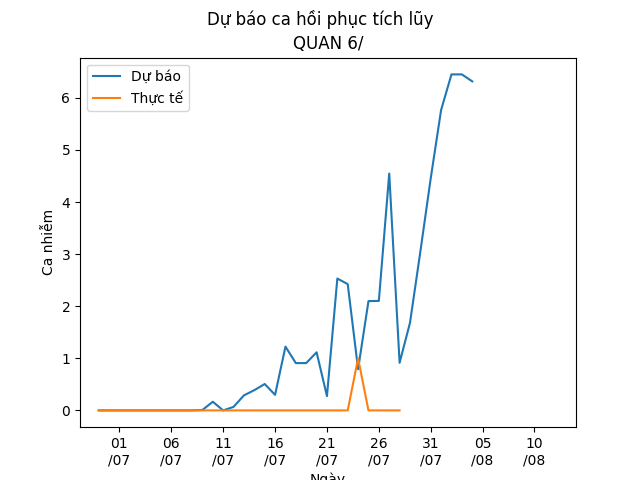 Dự báo ca hồi phục tích lũy
QUAN 6/
Dự báo
Thực tế
Ca nhiễm
6
5
4
3
2
1
0
01 06 11 16 21 26 31 05 10
/07 /07 /07 /07 /07 /07 /07 /08 /08
Ngày